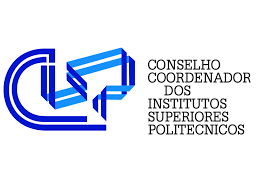 CONSELHO
COORDENADOR
DOS
INSTITUTOS
SUPERIORES
POLITECNICOS